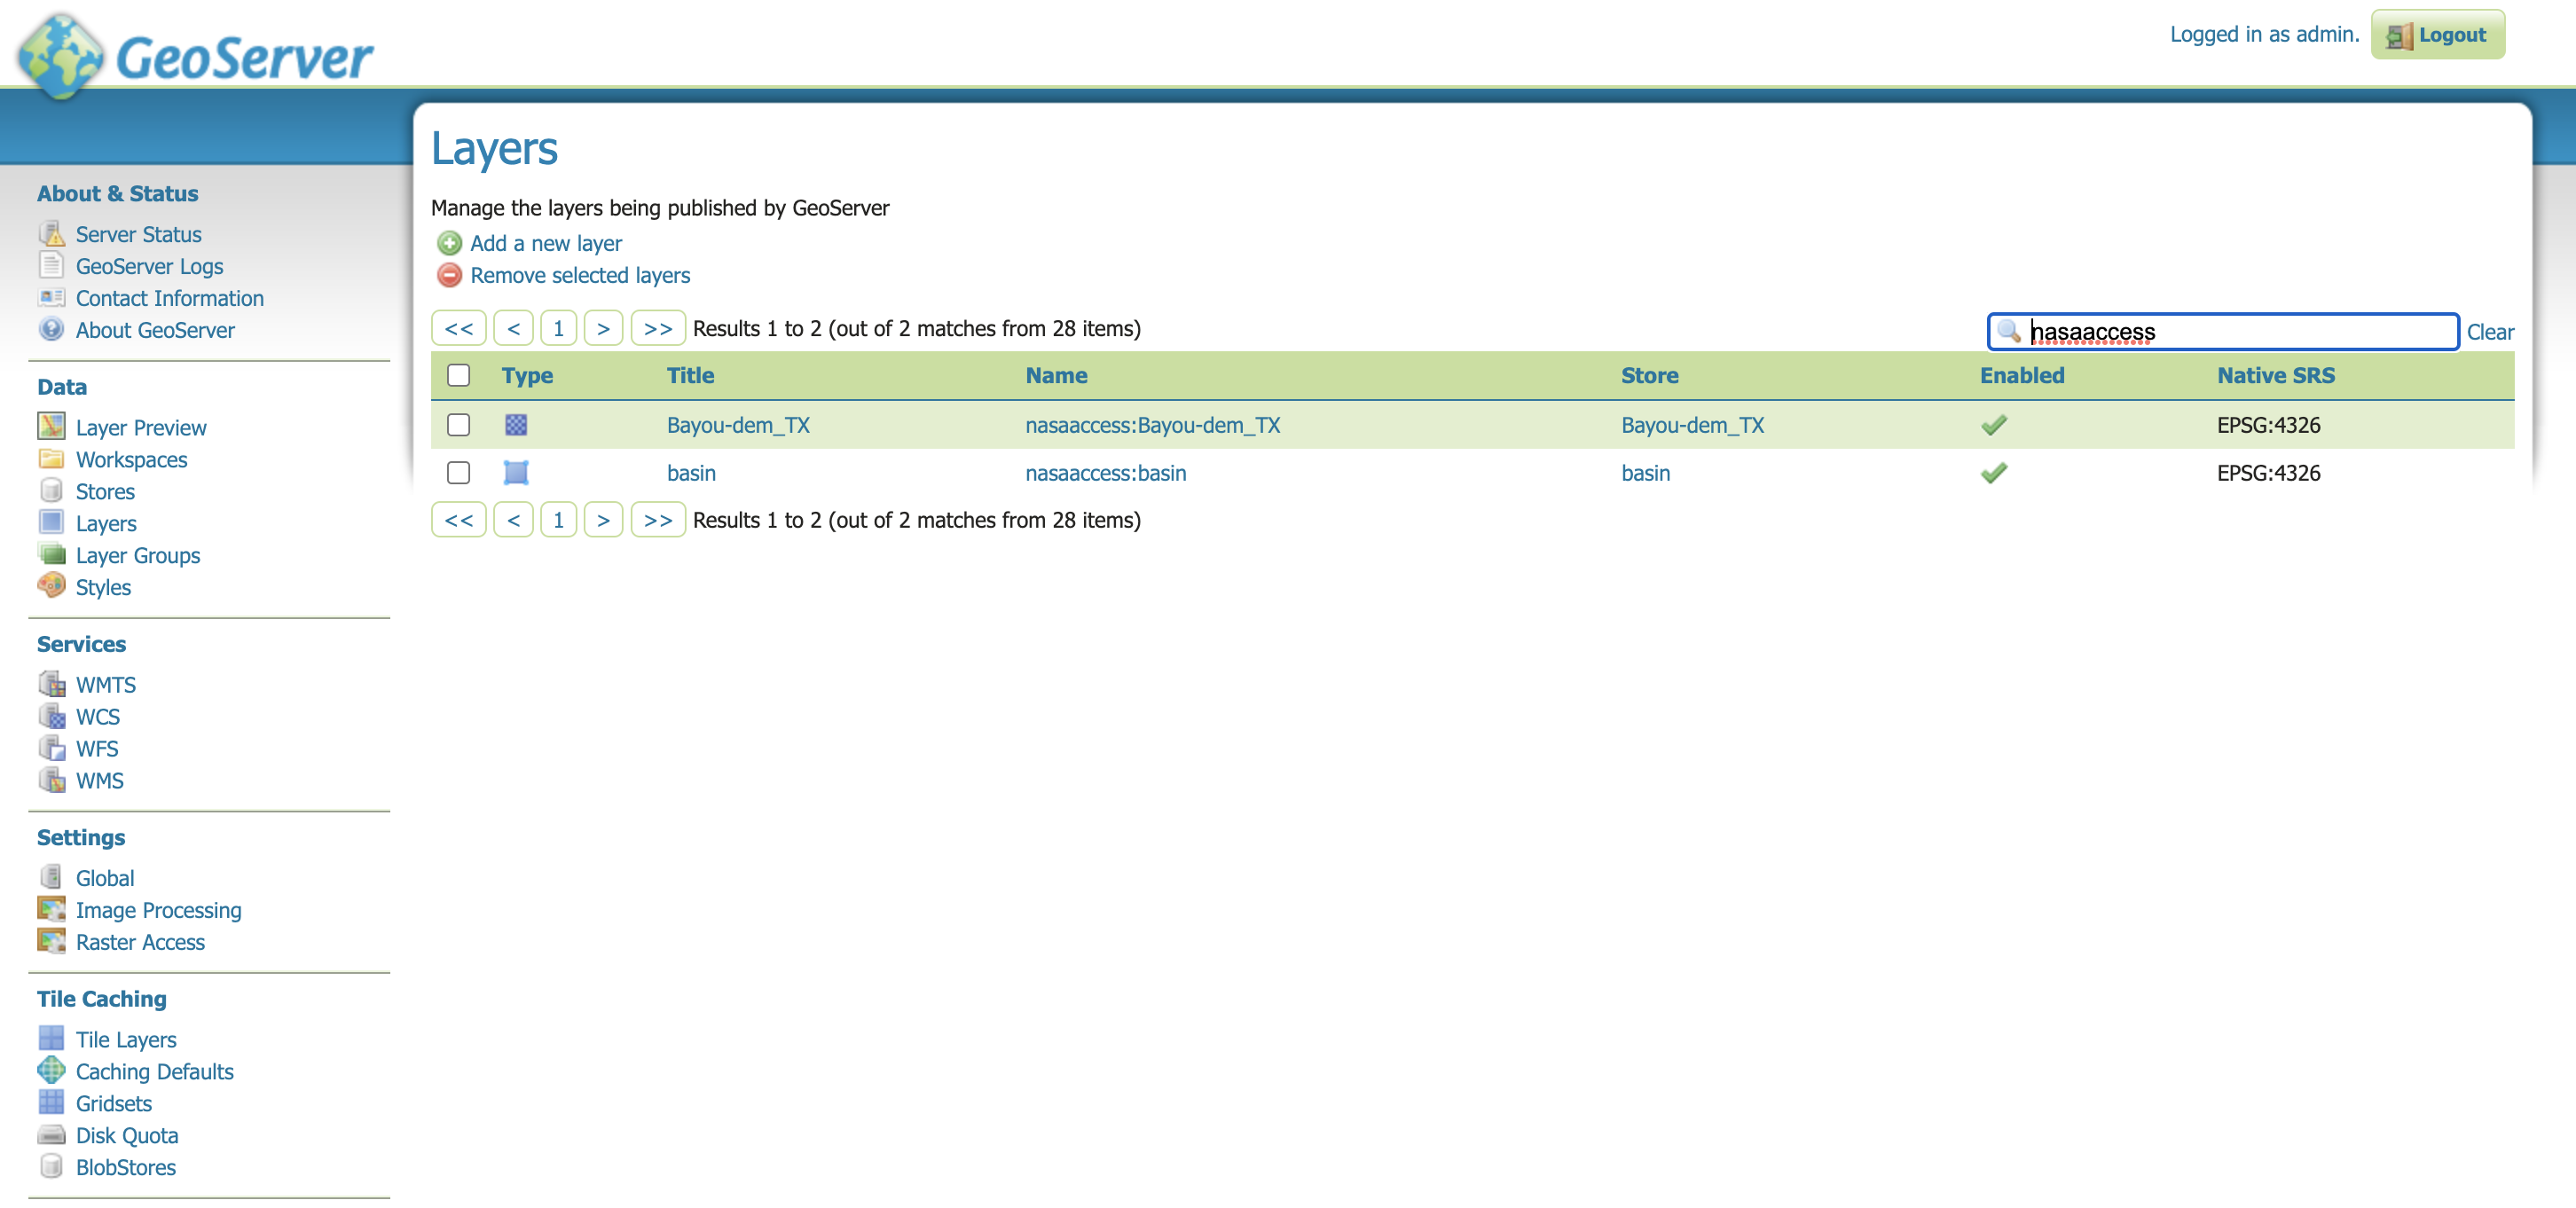 GeoServer
Logged in as admin. Logout
About & Status
Server Status
GeoServer Logs
Contact Information
About GeoServer
Data
Layer Preview
Workspaces
Stores
Layers
Layer Groups
Styles
Services
WMTS
WCS
WFS
WMS
Settings
Global
Image Processing
Raster Access
Tile Caching
Tile Layers
Caching Defaults
Gridsets
Disk Quota
BlobStores
Layers
Manage the layers being published by GeoServer
Add a new layer
Remove selected layers
<< < 1 > >> Results 1 to 2 (out of 2 matches from 28 items) nasaaccess Clear
Type Title Name Store Enabled Native SRS
Bayou-dem_TX nasaaccess:Bayou-dem_TX Bayou-dem_TX EPSG:4326
basin nasaaccess:basin basin EPSG:4326
<< < 1 > >> Results 1 to 2 (out of 2 matches from 28 items)